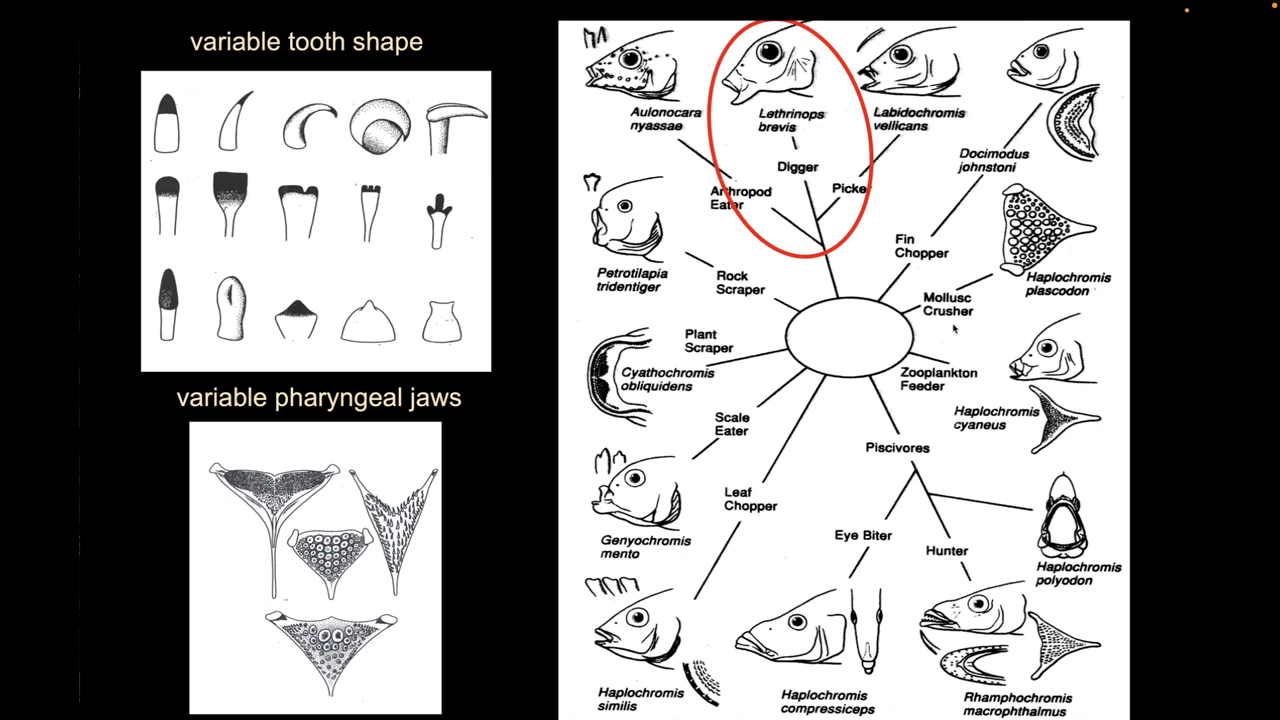 variable tooth shape
variable pharyngeal jaws
Aulonocara
nyassae
Lethrinops
brevis
Labidochromis
vellicans
Docimodus
johnstoni
Digger
Arthropod
Eater
Picker
Petrotilapia
tridentiger
Rock
Scraper
Fin
Chopper
Haplochromis
plascodon
Mollusc
Crusher
Plant
Scraper
Cyathochromis
obliquidens
Zooplankton
Feeder
Haplochromis
cyaneus
Scale
Eater
Piscivores
Leaf
Chopper
Genyochromis
mento
Eye Biter
Hunter
Haplochromis
polyodon
Haplochromis
similis
Haplochromis
compressiceps
Rhamphochromis
macrophthalmus